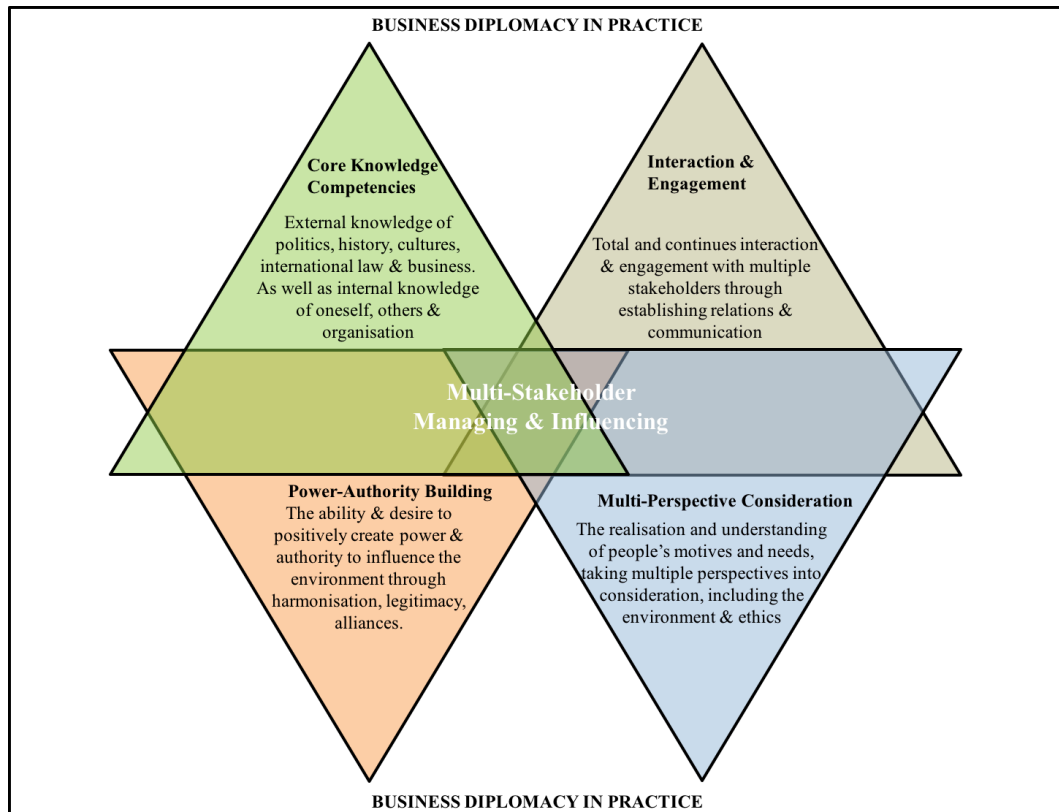 BUSINESS DIPLOMACY IN PRACTICE
Core Knowledge
Competencies
External knowledge of
politics, history, cultures,
international law & business.
As well as internal knowledge
of oneself, others &
organisation
Interaction &
Engagement
Total and continues interaction
& engagement with multiple
stakeholders through
establishing relations &
communication
Multi-Stakeholder
Managing & Influencing
Power-Authority Building
The ability & desire to
positively create power &
authority to influence the
environment through
harmonisation, legitimacy,
alliances.
Multi-Perspective Consideration
The realisation and understanding
of people’s motives and needs,
taking multiple perspectives into
consideration, including the
environment & ethics
BUSINESS DIPLOMACY IN PRACTICE